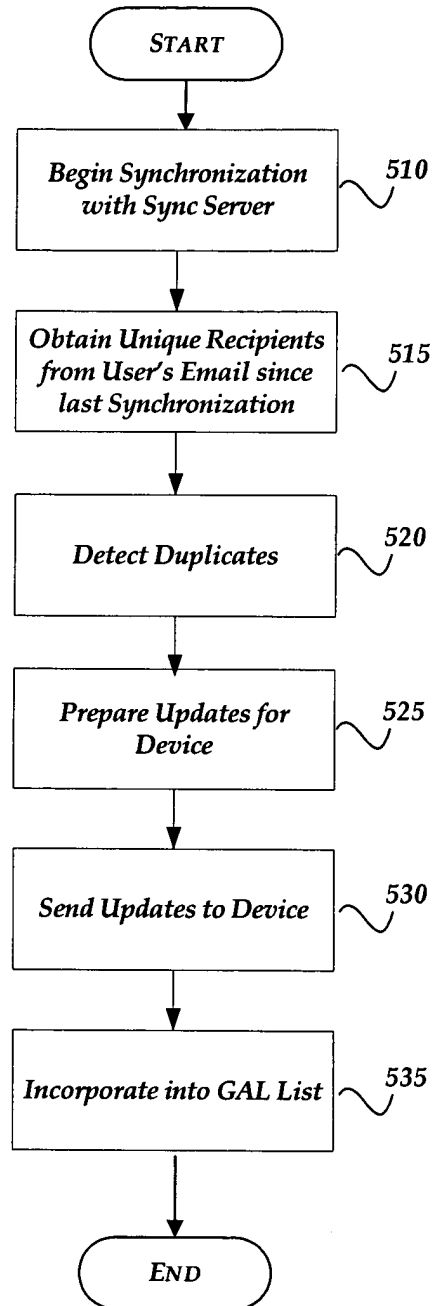 START
Begin Synchronization
with Sync Server
510
Obtain Unique Recipients
from User's Email since
last Synchronization
515
Detect Duplicates
520
Prepare Updates for
Device
525
Send Updates to Device
530
Incorporate into GAL List
535
END